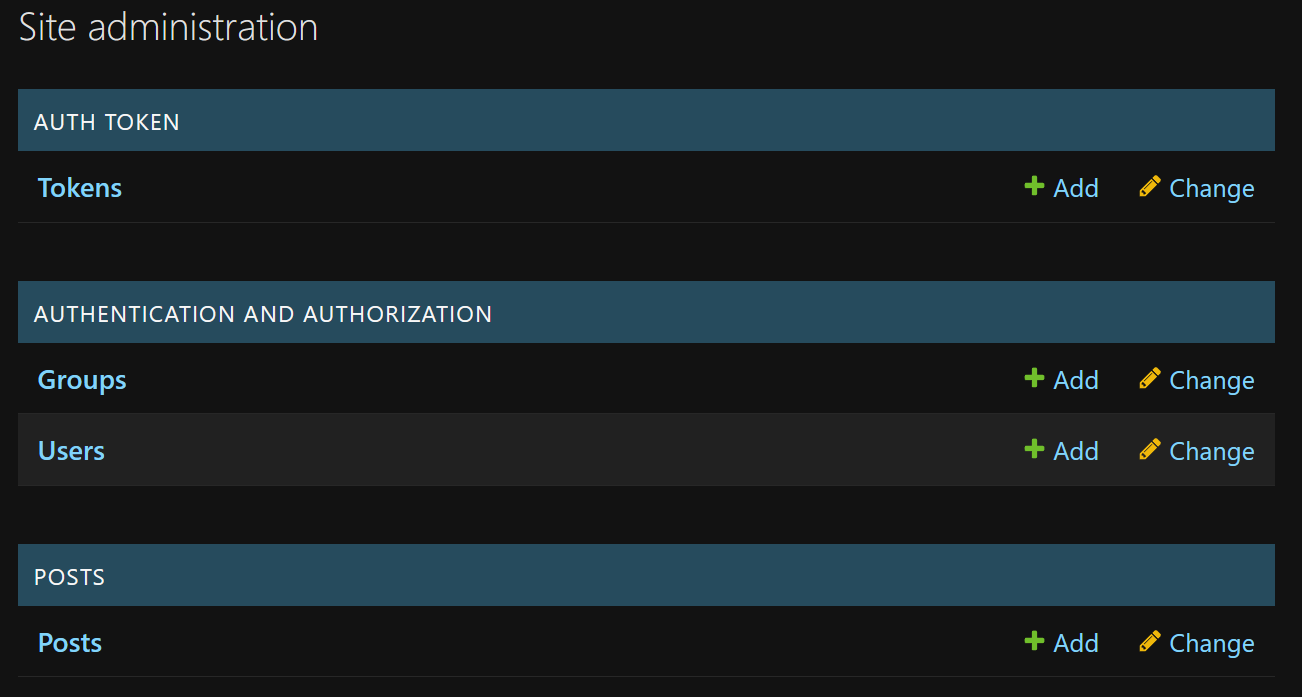 Site administration
AUTH TOKEN
Tokens Add Change
AUTHENTICATION AND AUTHORIZATION
Groups Add Change
Users Add Change
POSTS
Posts Add Change